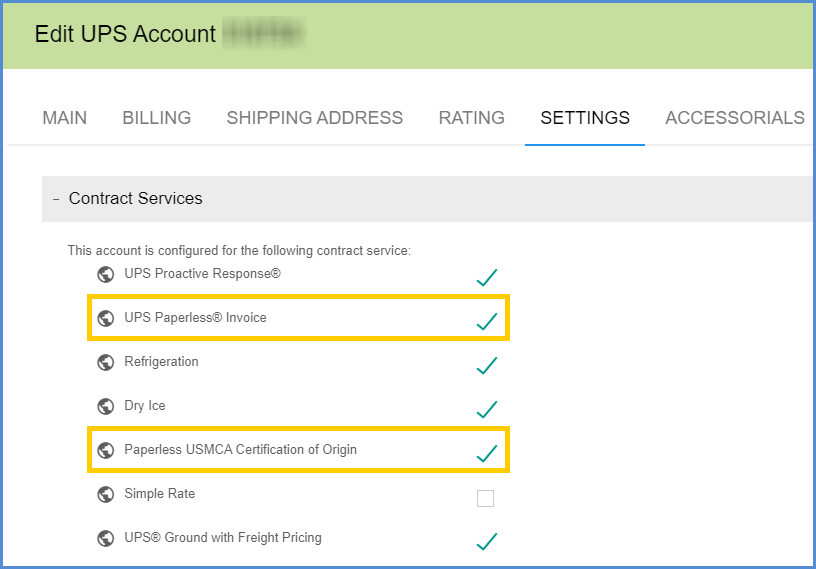 Edit UPS Account
MAIN BILLING SHIPPING ADDRESS RATING SETTINGS ACCESSORIALS
− Contract Services
This account is configured for the following contract service:
UPS Proactive Response®
UPS Paperless® Invoice
Refrigeration
Dry Ice
Paperless USMCA Certification of Origin
Simple Rate
UPS® Ground with Freight Pricing